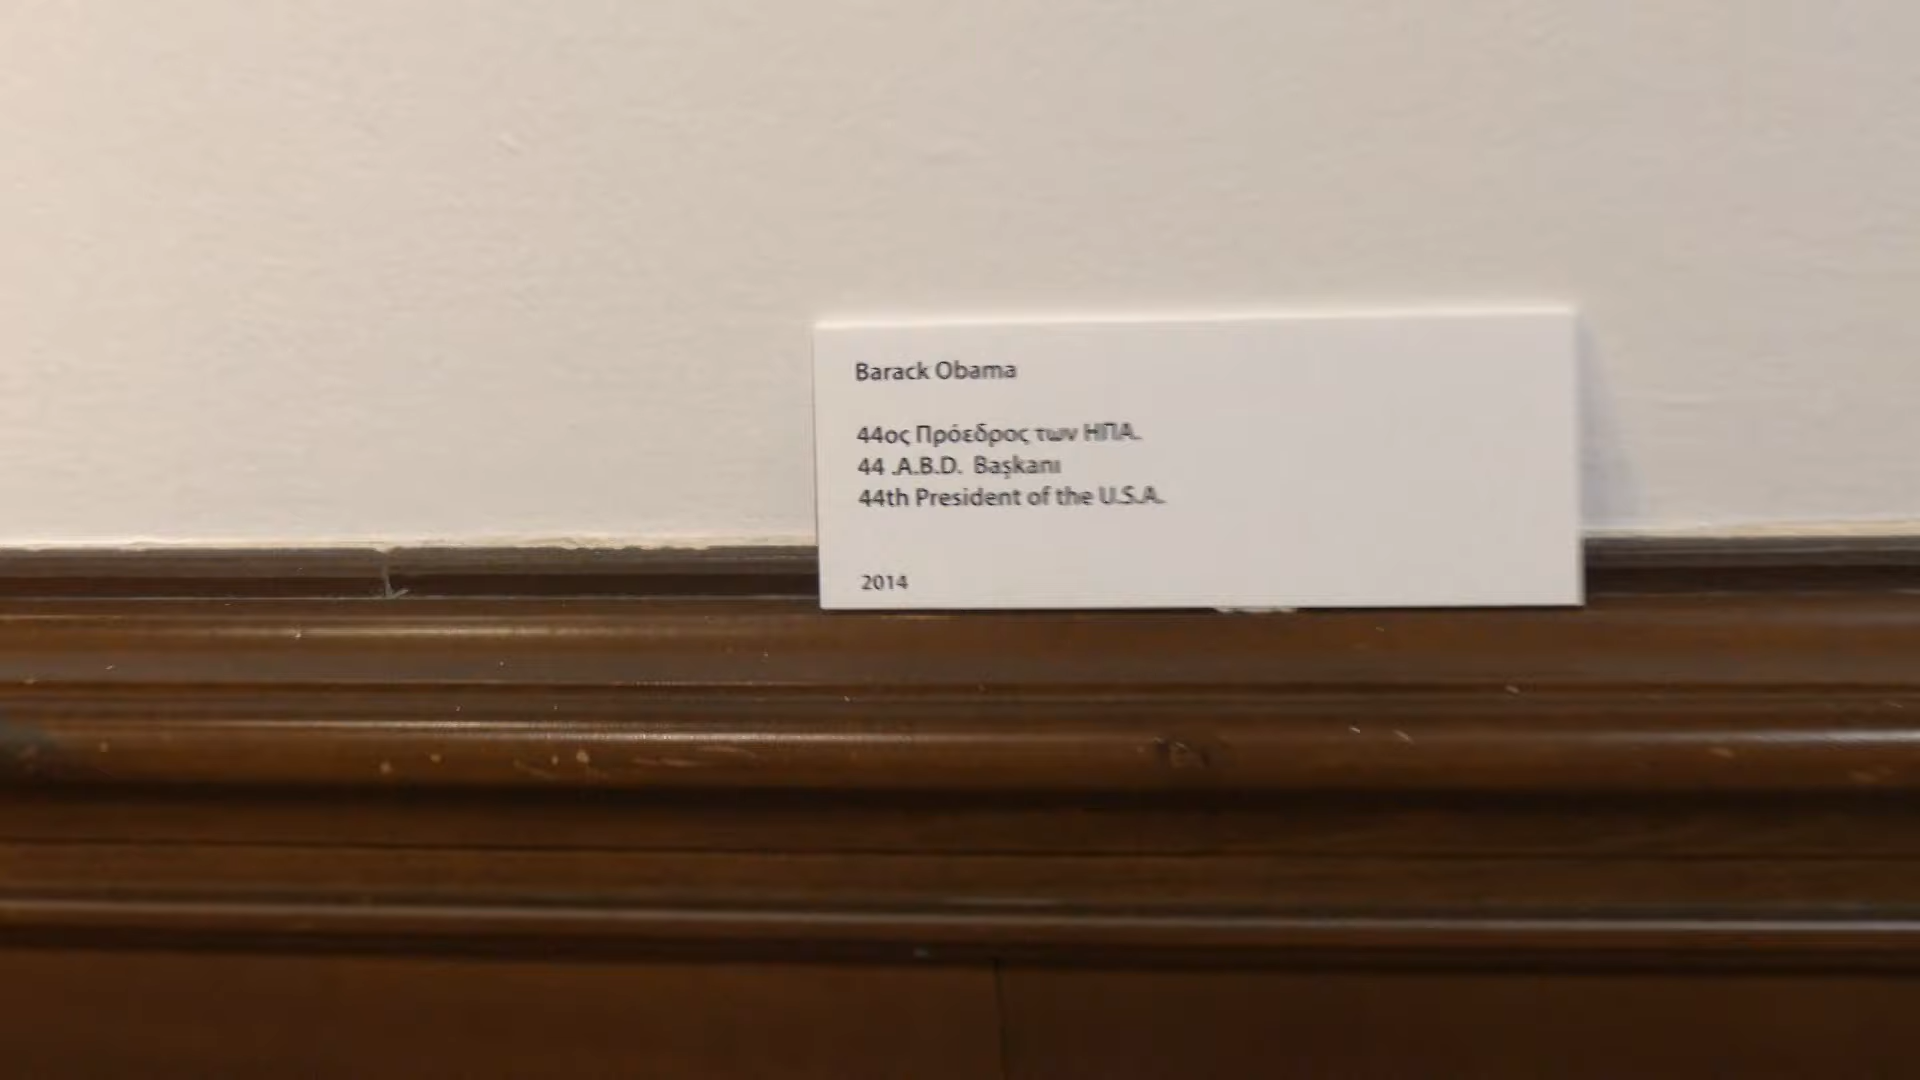 Barack Obama
44ος Πρόεδρος των ΗΠΑ.
44 .A.B.D. Başkanı
44th President of the U.S.A.
2014